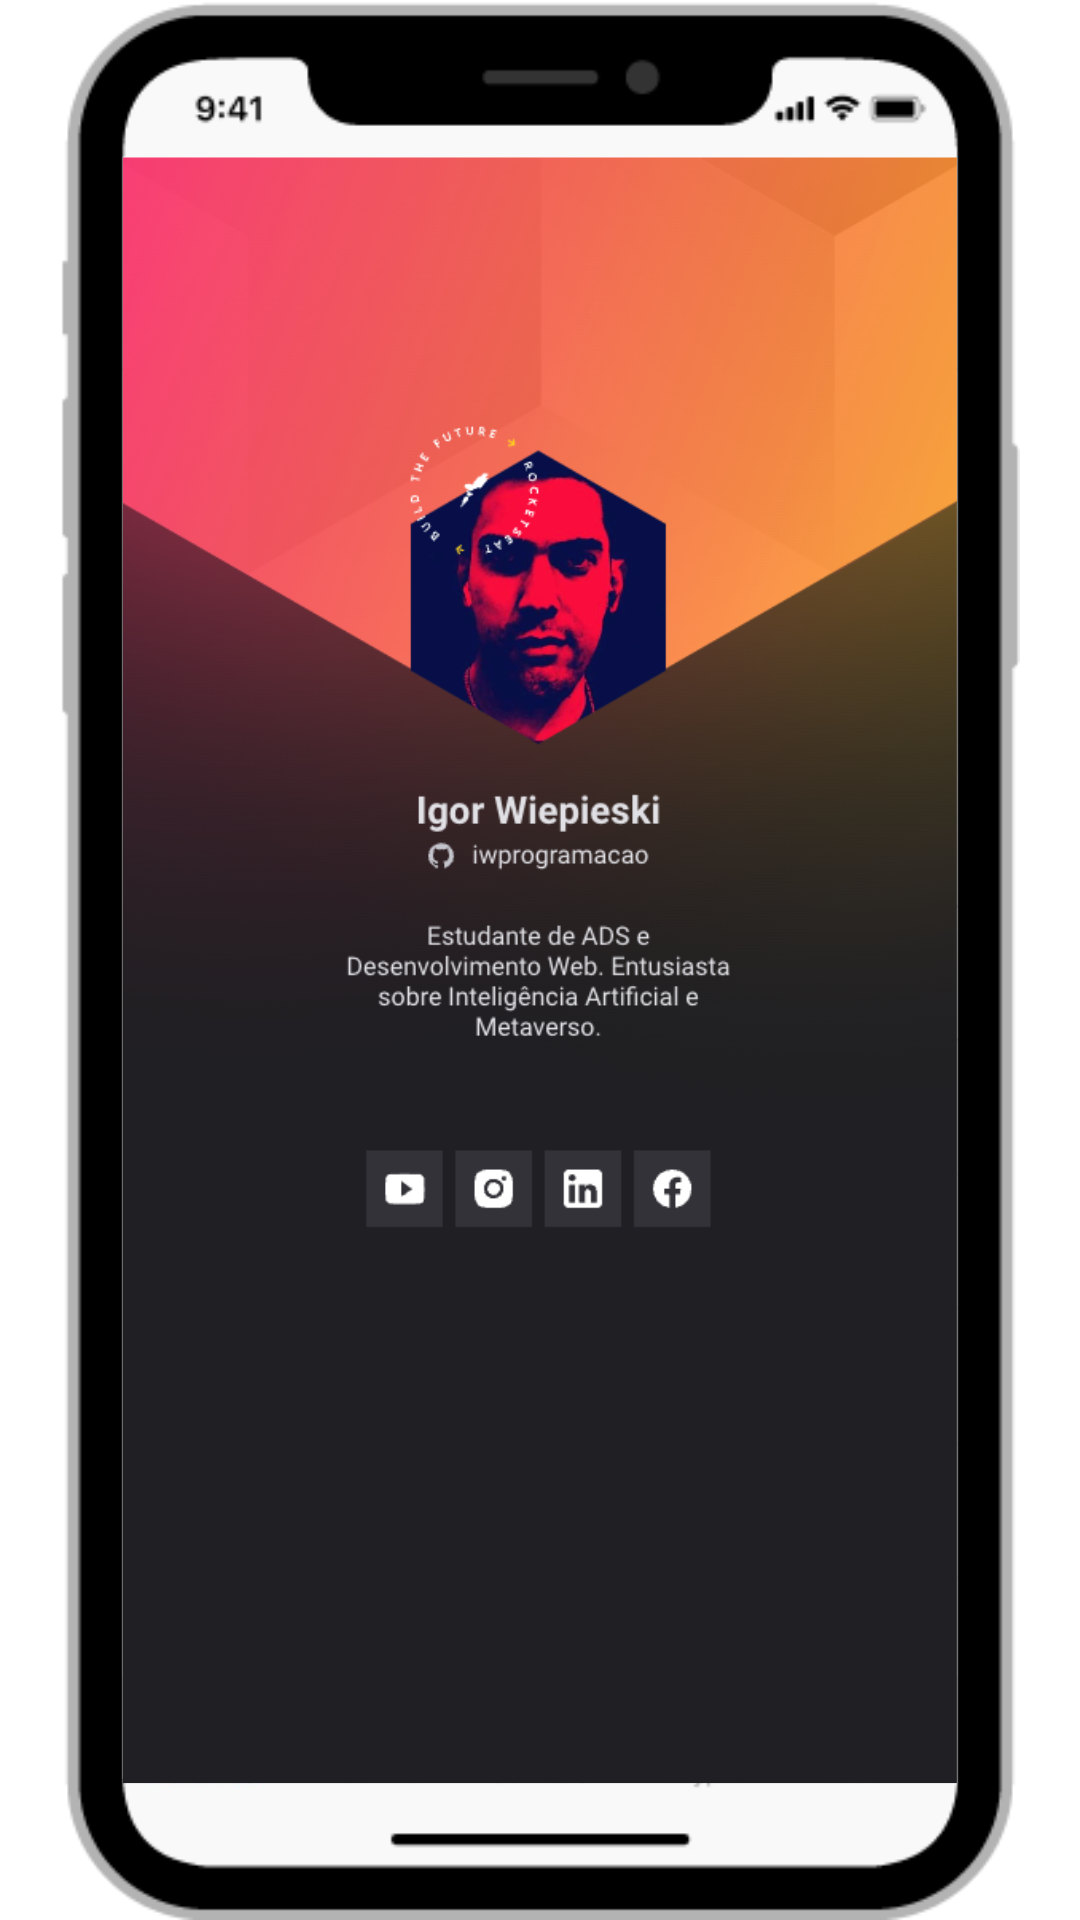 9:41
BUILD THE FUTURE
ROCKETSEAT
Igor Wiepieski
iwprogramacao
Estudante de ADS e
Desenvolvimento Web. Entusiasta
sobre Inteligência Artificial e
Metaverso.
in